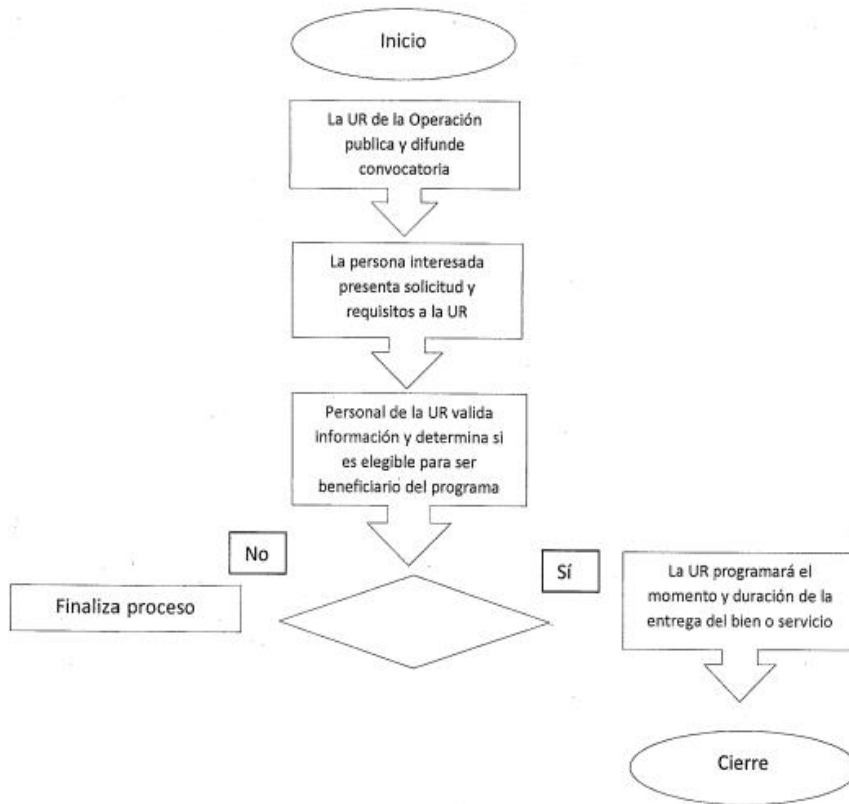 Inicio
La UR de la Operación
publica y difunde
convocatoria
La persona interesada
presenta solicitud y
requisitos a la UR
Personal de la UR valida
información y determina si
es elegible para ser
beneficiario del programa
No
Sí
Finaliza proceso
La UR programará el
momento y duración de la
entrega del bien o servicio
Cierre